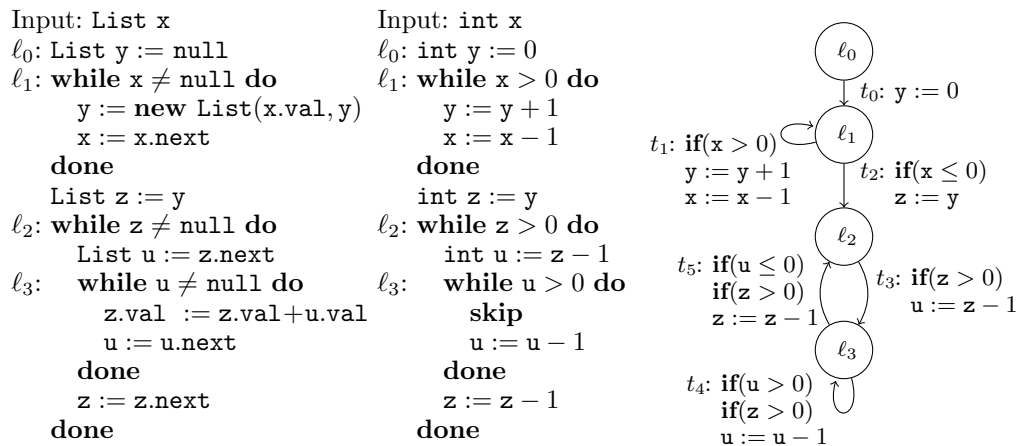 Input: List x
ℓ0: List y := null
ℓ1: while x ≠ null do
y := new List(x.val, y)
x := x.next
done
List z := y
ℓ2: while z ≠ null do
List u := z.next
ℓ3: while u ≠ null do
z.val := z.val+u.val
u := u.next
done
z := z.next
done
Input: int x
ℓ0: int y := 0
ℓ1: while x > 0 do
y := y + 1
x := x − 1
done
int z := y
ℓ2: while z > 0 do
int u := z − 1
ℓ3: while u > 0 do
skip
u := u − 1
done
z := z − 1
done
ℓ0
t0: y := 0
ℓ1
t1: if(x > 0)
y := y + 1
x := x − 1
t2: if(x ≤ 0)
z := y
ℓ2
t5: if(u ≤ 0)
if(z > 0)
z := z − 1
t3: if(z > 0)
u := z − 1
ℓ3
t4: if(u > 0)
if(z > 0)
u := u − 1